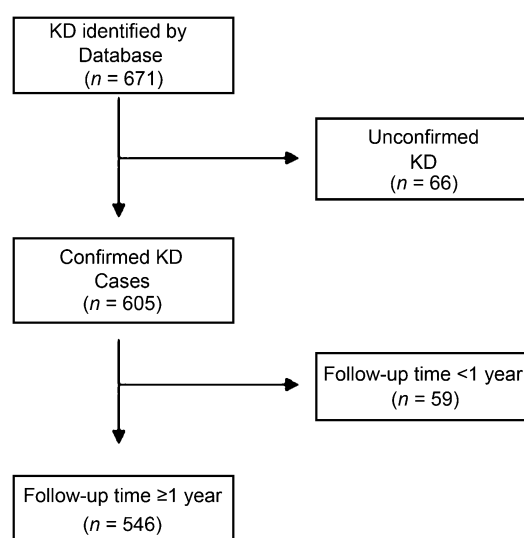 KD identified by
Database
(n = 671)
Unconfirmed
KD
(n = 66)
Confirmed KD
Cases
(n = 605)
Follow-up time <1 year
(n = 59)
Follow-up time ≥1 year
(n = 546)